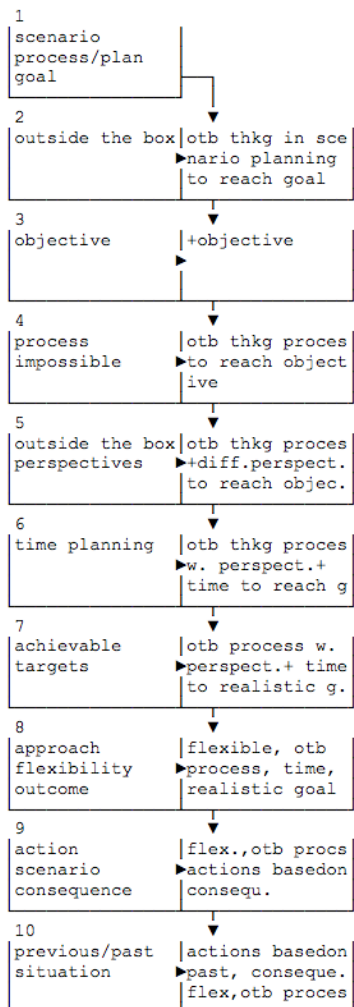 1
scenario
process/plan
goal
2
outside the box otb thkg in sce
nario planning
to reach goal
3
objective +objective
4
process otb thkg proces
impossible to reach object
ive
5
outside the box otb thkg proces
perspectives +diff.perspect.
to reach objec.
6
time planning otb thkg proces
w. perspect.+
time to reach g
7
achievable otb process w.
targets perspect.+ time
to realistic g.
8
approach flexible, otb
flexibility process, time,
outcome realistic goal
9
action flex.,otb procs
scenario actions basedon
consequence consequ.
10
previous/past actions basedon
situation past, conseque.
flex,otb proces